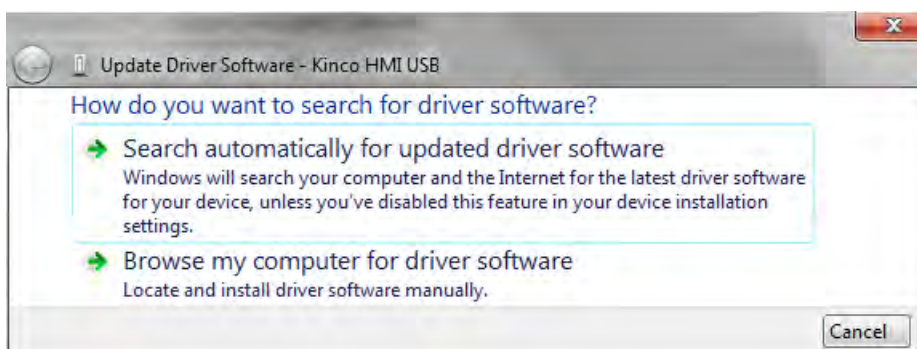 Update Driver Software - Kinco HMI USB
How do you want to search for driver software?
Search automatically for updated driver software
Windows will search your computer and the Internet for the latest driver software
for your device, unless you've disabled this feature in your device installation
settings.
Browse my computer for driver software
Locate and install driver software manually.
Cancel